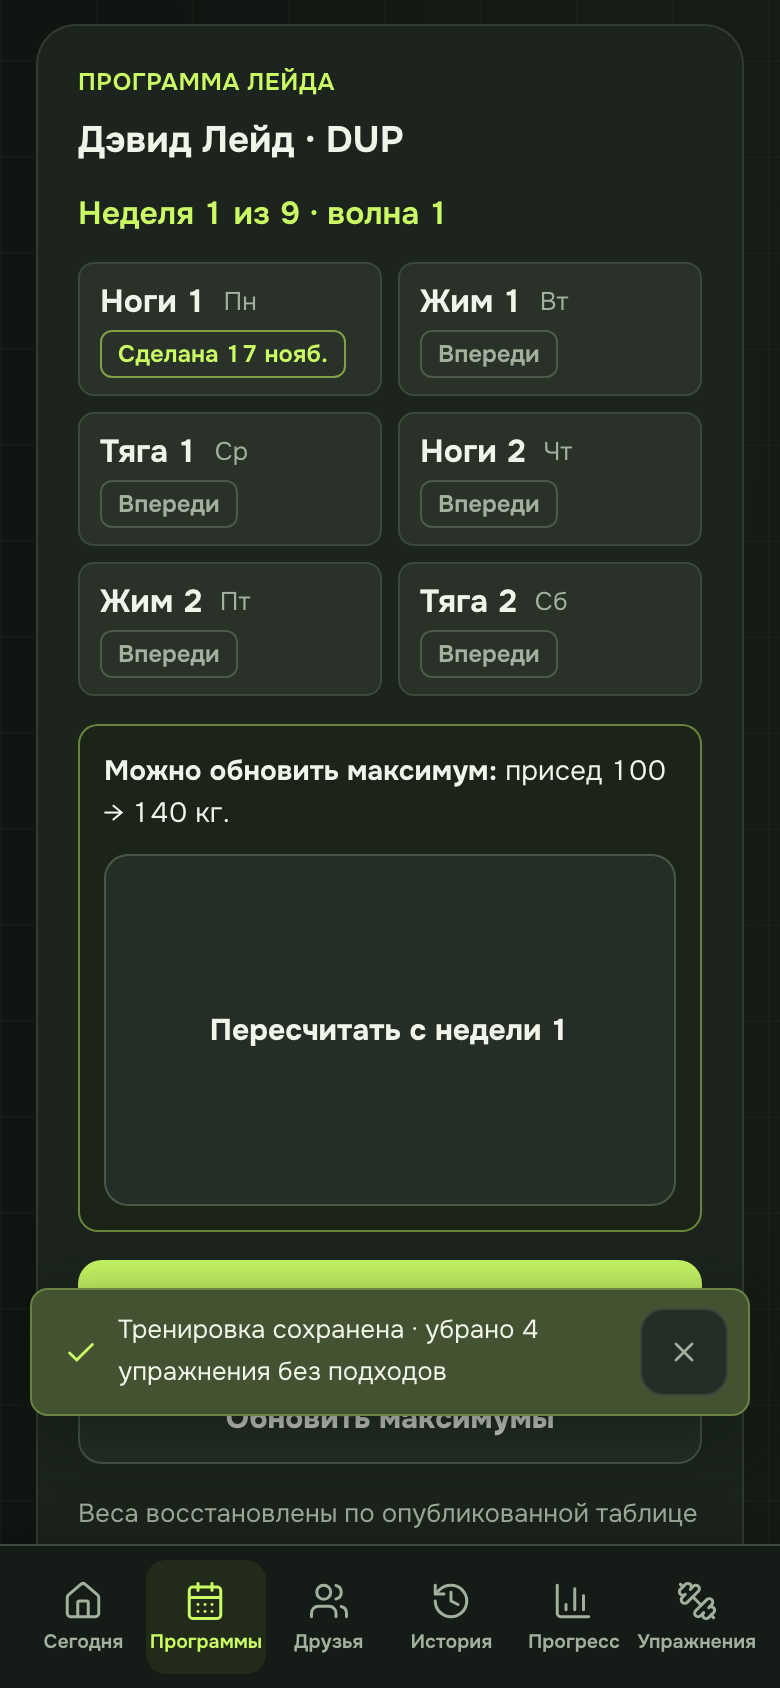 ПРОГРАММА ЛЕЙДА
Дэвид Лейд · DUP
Неделя 1 из 9 · волна 1
Ноги 1 Пн
Сделана 17 нояб.
Жим 1 Вт
Впереди
Тяга 1 Ср
Впереди
Ноги 2 Чт
Впереди
Жим 2 Пт
Впереди
Тяга 2 Сб
Впереди
Можно обновить максимум: присед 100
→ 140 кг.
Пересчитать с недели 1
Тренировка сохранена · убрано 4
упражнения без подходов
Обновить максимумы
Веса восстановлены по опубликованной таблице
Сегодня
Программы
Друзья
История
Прогресс
Упражнения